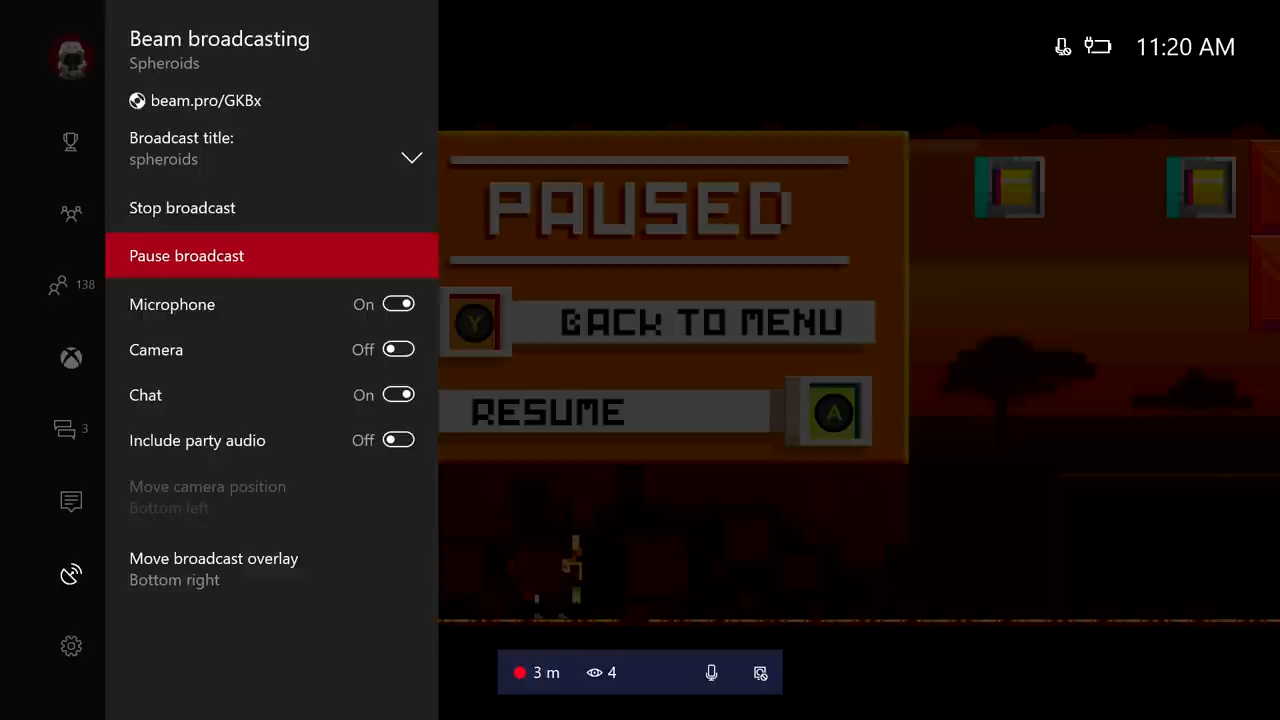 Beam broadcasting
Spheroids
beam.pro/GKBx
Broadcast title:
spheroids
Stop broadcast
Pause broadcast
Microphone On
Camera Off
Chat On
Include party audio Off
Move camera position
Bottom left
Move broadcast overlay
Bottom right
138
3
11:20 AM
PAUSED
Y BACK TO MENU
RESUME A
3 m 4